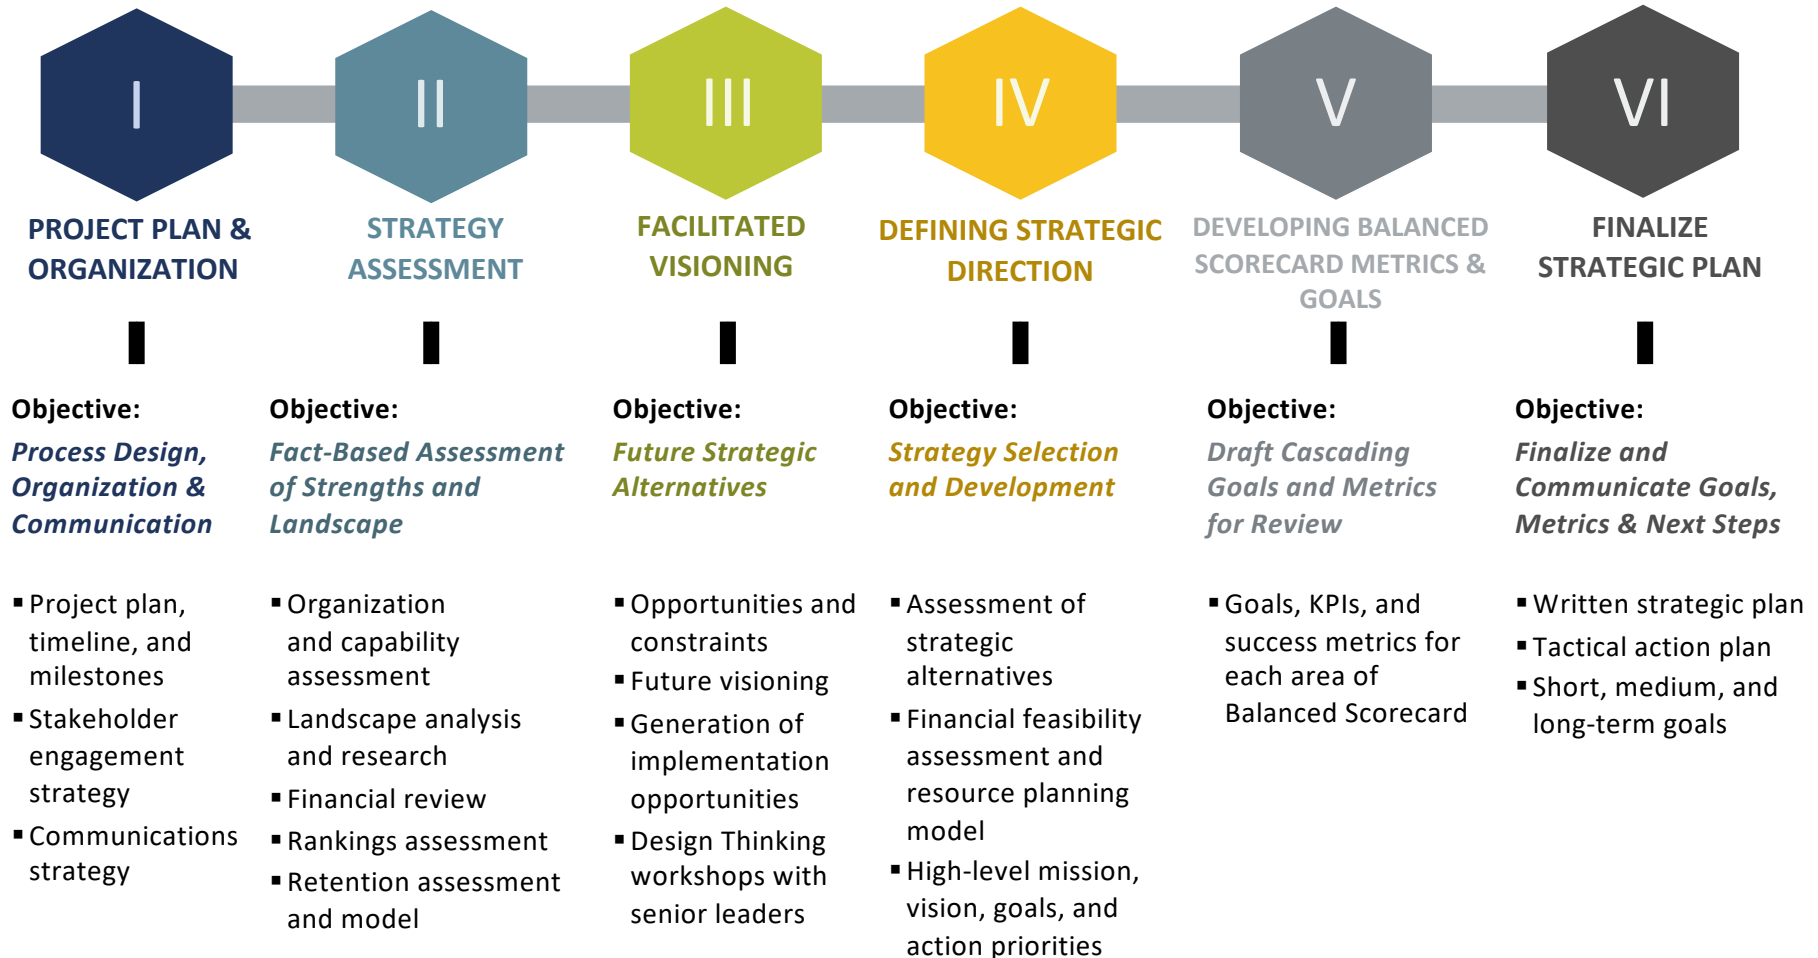 I
II
III
IV
V
VI
PROJECT PLAN &
ORGANIZATION
STRATEGY
ASSESSMENT
FACILITATED
VISIONING
DEFINING STRATEGIC
DIRECTION
DEVELOPING BALANCED
SCORECARD METRICS &
GOALS
FINALIZE
STRATEGIC PLAN
Objective:
Process Design,
Organization &
Communication
▪ Project plan,
timeline, and
milestones
▪ Stakeholder
engagement
strategy
▪ Communications
strategy
Objective:
Fact-Based Assessment
of Strengths and
Landscape
▪ Organization
and capability
assessment
▪ Landscape analysis
and research
▪ Financial review
▪ Rankings assessment
▪ Retention assessment
and model
Objective:
Future Strategic
Alternatives
▪ Opportunities and
constraints
▪ Future visioning
▪ Generation of
implementation
opportunities
▪ Design Thinking
workshops with
senior leaders
Objective:
Strategy Selection
and Development
▪ Assessment of
strategic
alternatives
▪ Financial feasibility
assessment and
resource planning
model
▪ High-level mission,
vision, goals, and
action priorities
Objective:
Draft Cascading
Goals and Metrics
for Review
▪ Goals, KPIs, and
success metrics for
each area of
Balanced Scorecard
Objective:
Finalize and
Communicate Goals,
Metrics & Next Steps
▪ Written strategic plan
▪ Tactical action plan
▪ Short, medium, and
long-term goals